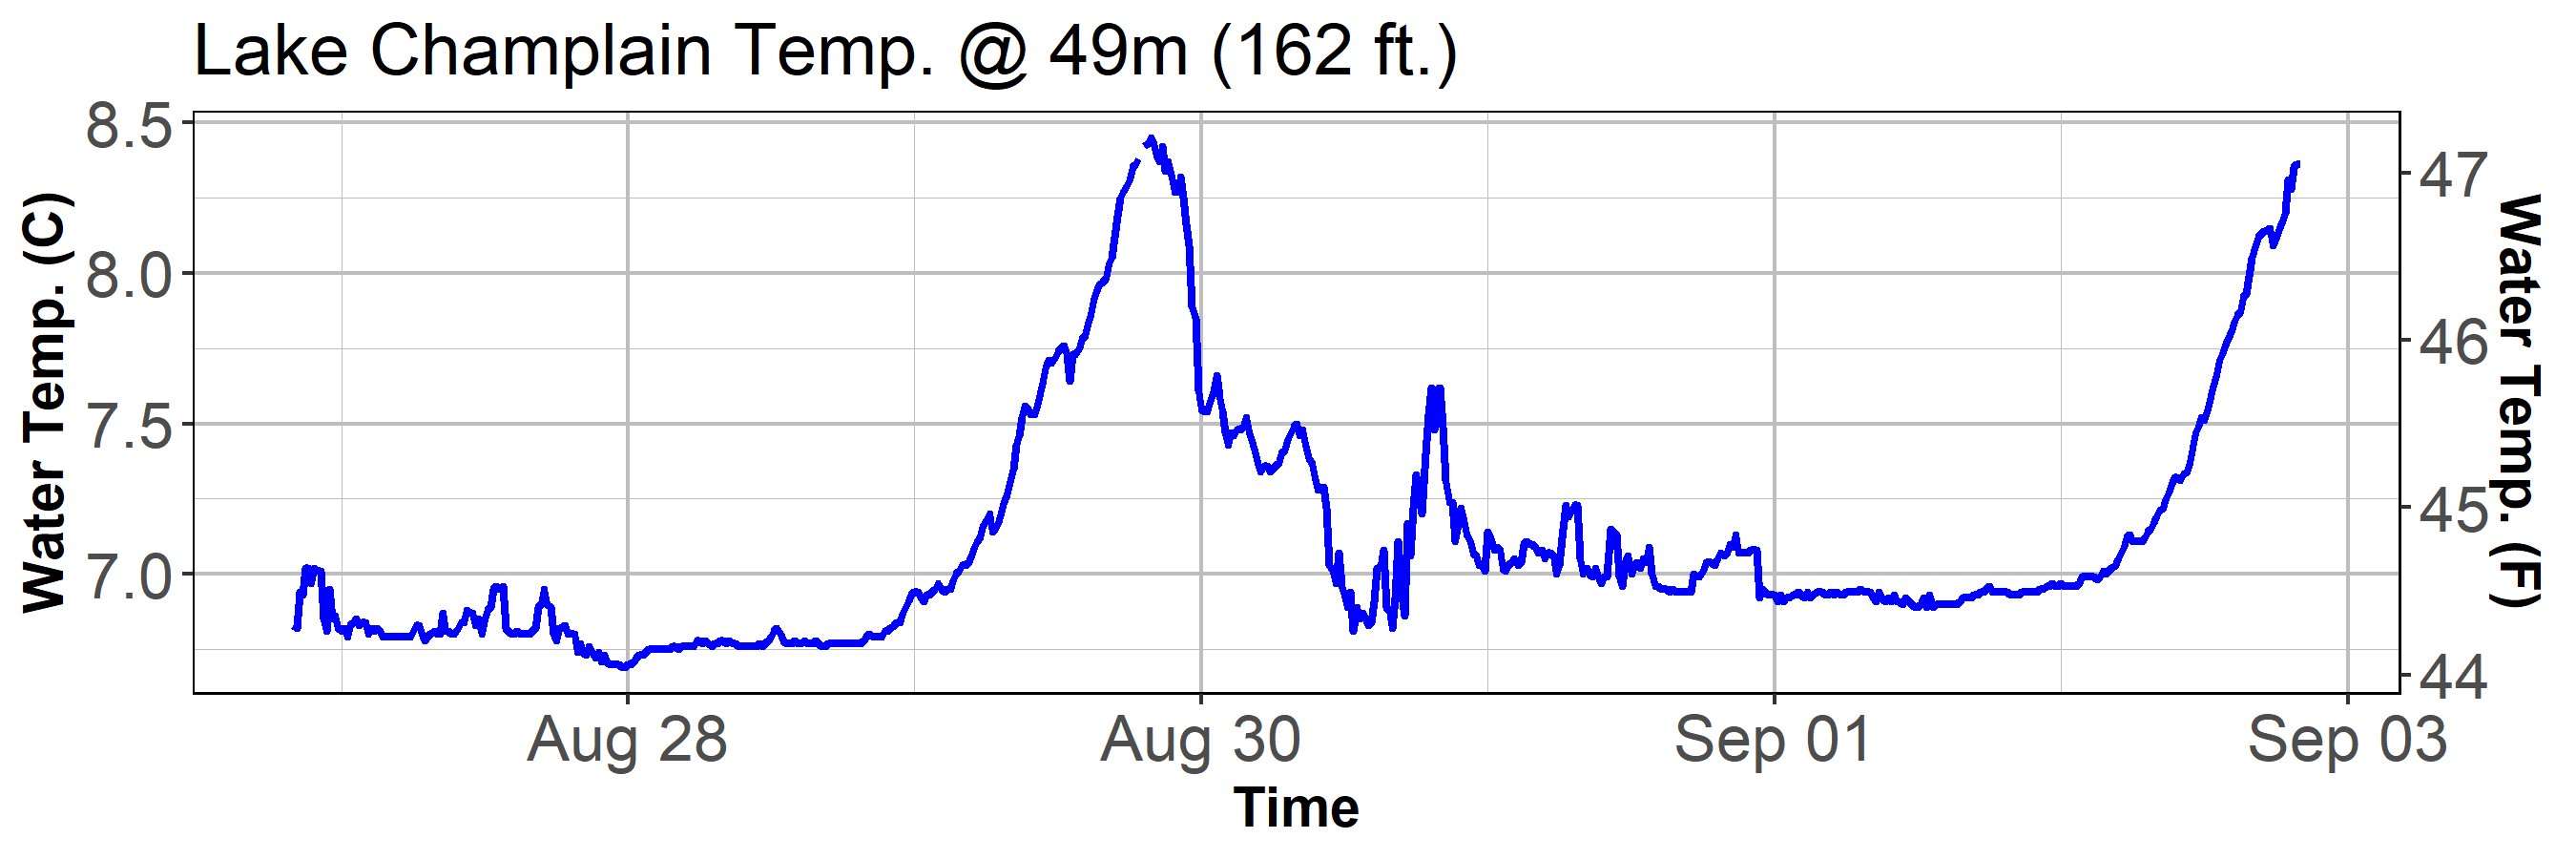 Lake Champlain Temp. @ 49m (162 ft.)
Water Temp. (C)
8.5
8.0
7.5
7.0
47
46
45
44
Water Temp. (F)
Aug 28
Aug 30
Sep 01
Sep 03
Time